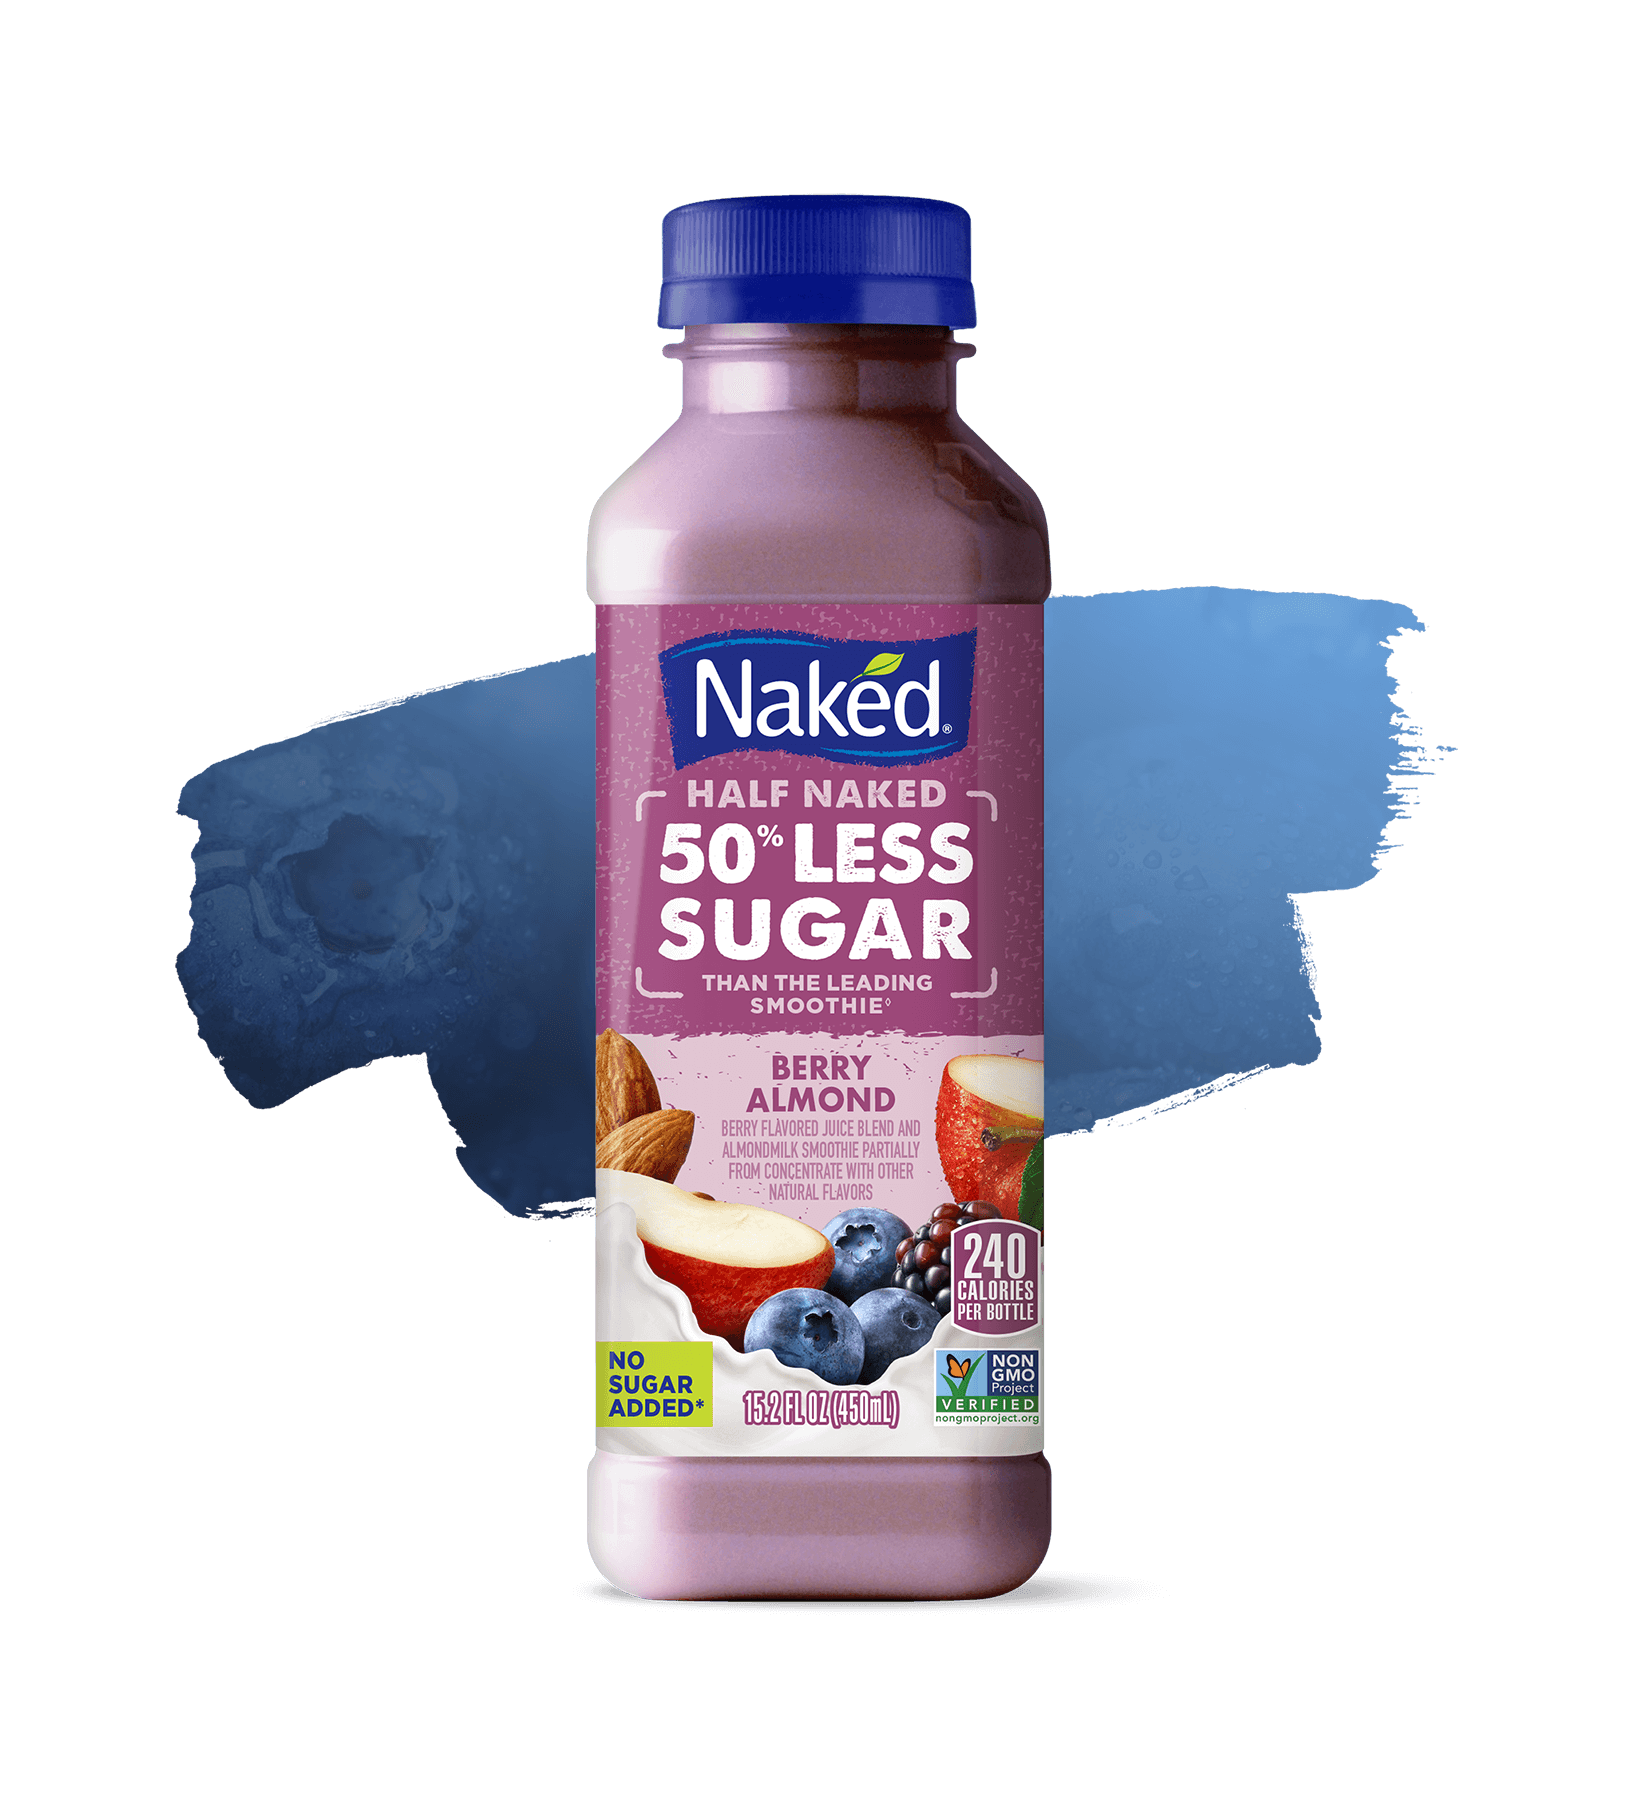 Naked®
HALF NAKED
50% LESS
SUGAR
THAN THE LEADING
SMOOTHIE◊
BERRY
ALMOND
BERRY FLAVORED JUICE BLEND AND
ALMONDMILK SMOOTHIE PARTIALLY
FROM CONCENTRATE WITH OTHER
NATURAL FLAVORS
240
CALORIES
PER BOTTLE
NO
SUGAR
ADDED*
15.2 FL OZ (450mL)
NON
GMO
Project
VERIFIED
nongmoproject.org